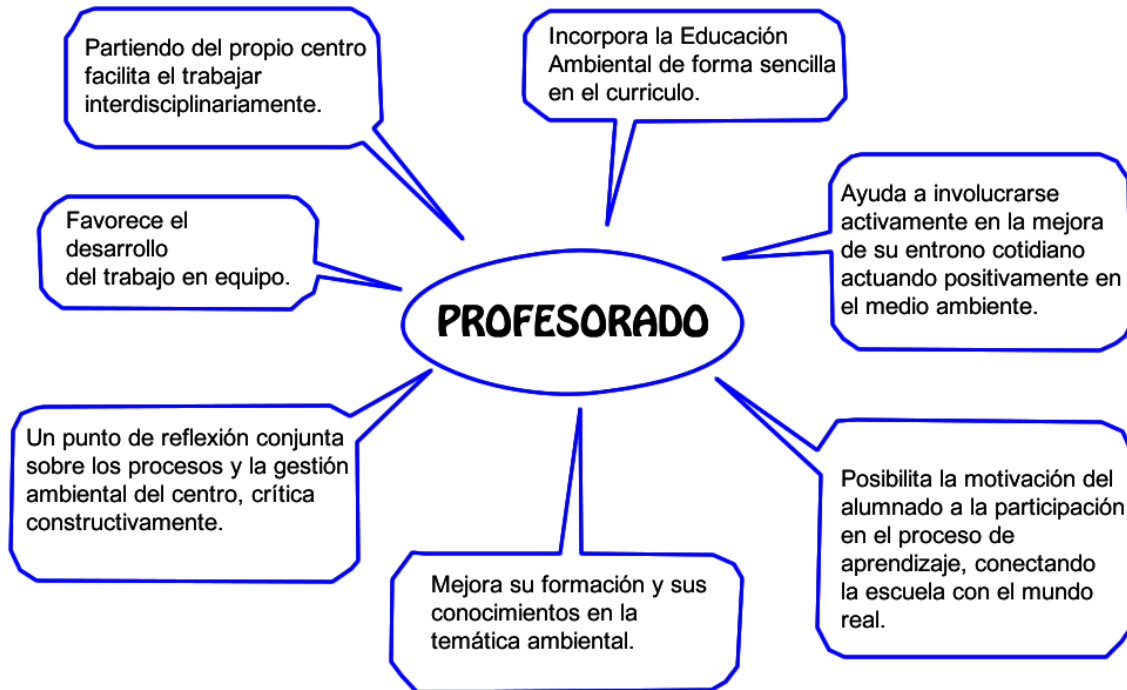 Partiendo del propio centro
facilita el trabajar
interdisciplinariamente.
Incorpora la Educación
Ambiental de forma sencilla
en el curriculo.
Favorece el
desarrollo
del trabajo en equipo.
Ayuda a involucrarse
activamente en la mejora
de su entrono cotidiano
actuando positivamente en
el medio ambiente.
PROFESORADO
Un punto de reflexión conjunta
sobre los procesos y la gestión
ambiental del centro, crítica
constructivamente.
Mejora su formación y sus
conocimientos en la
temática ambiental.
Posibilita la motivación del
alumnado a la participación
en el proceso de
aprendizaje, conectando
la escuela con el mundo
real.